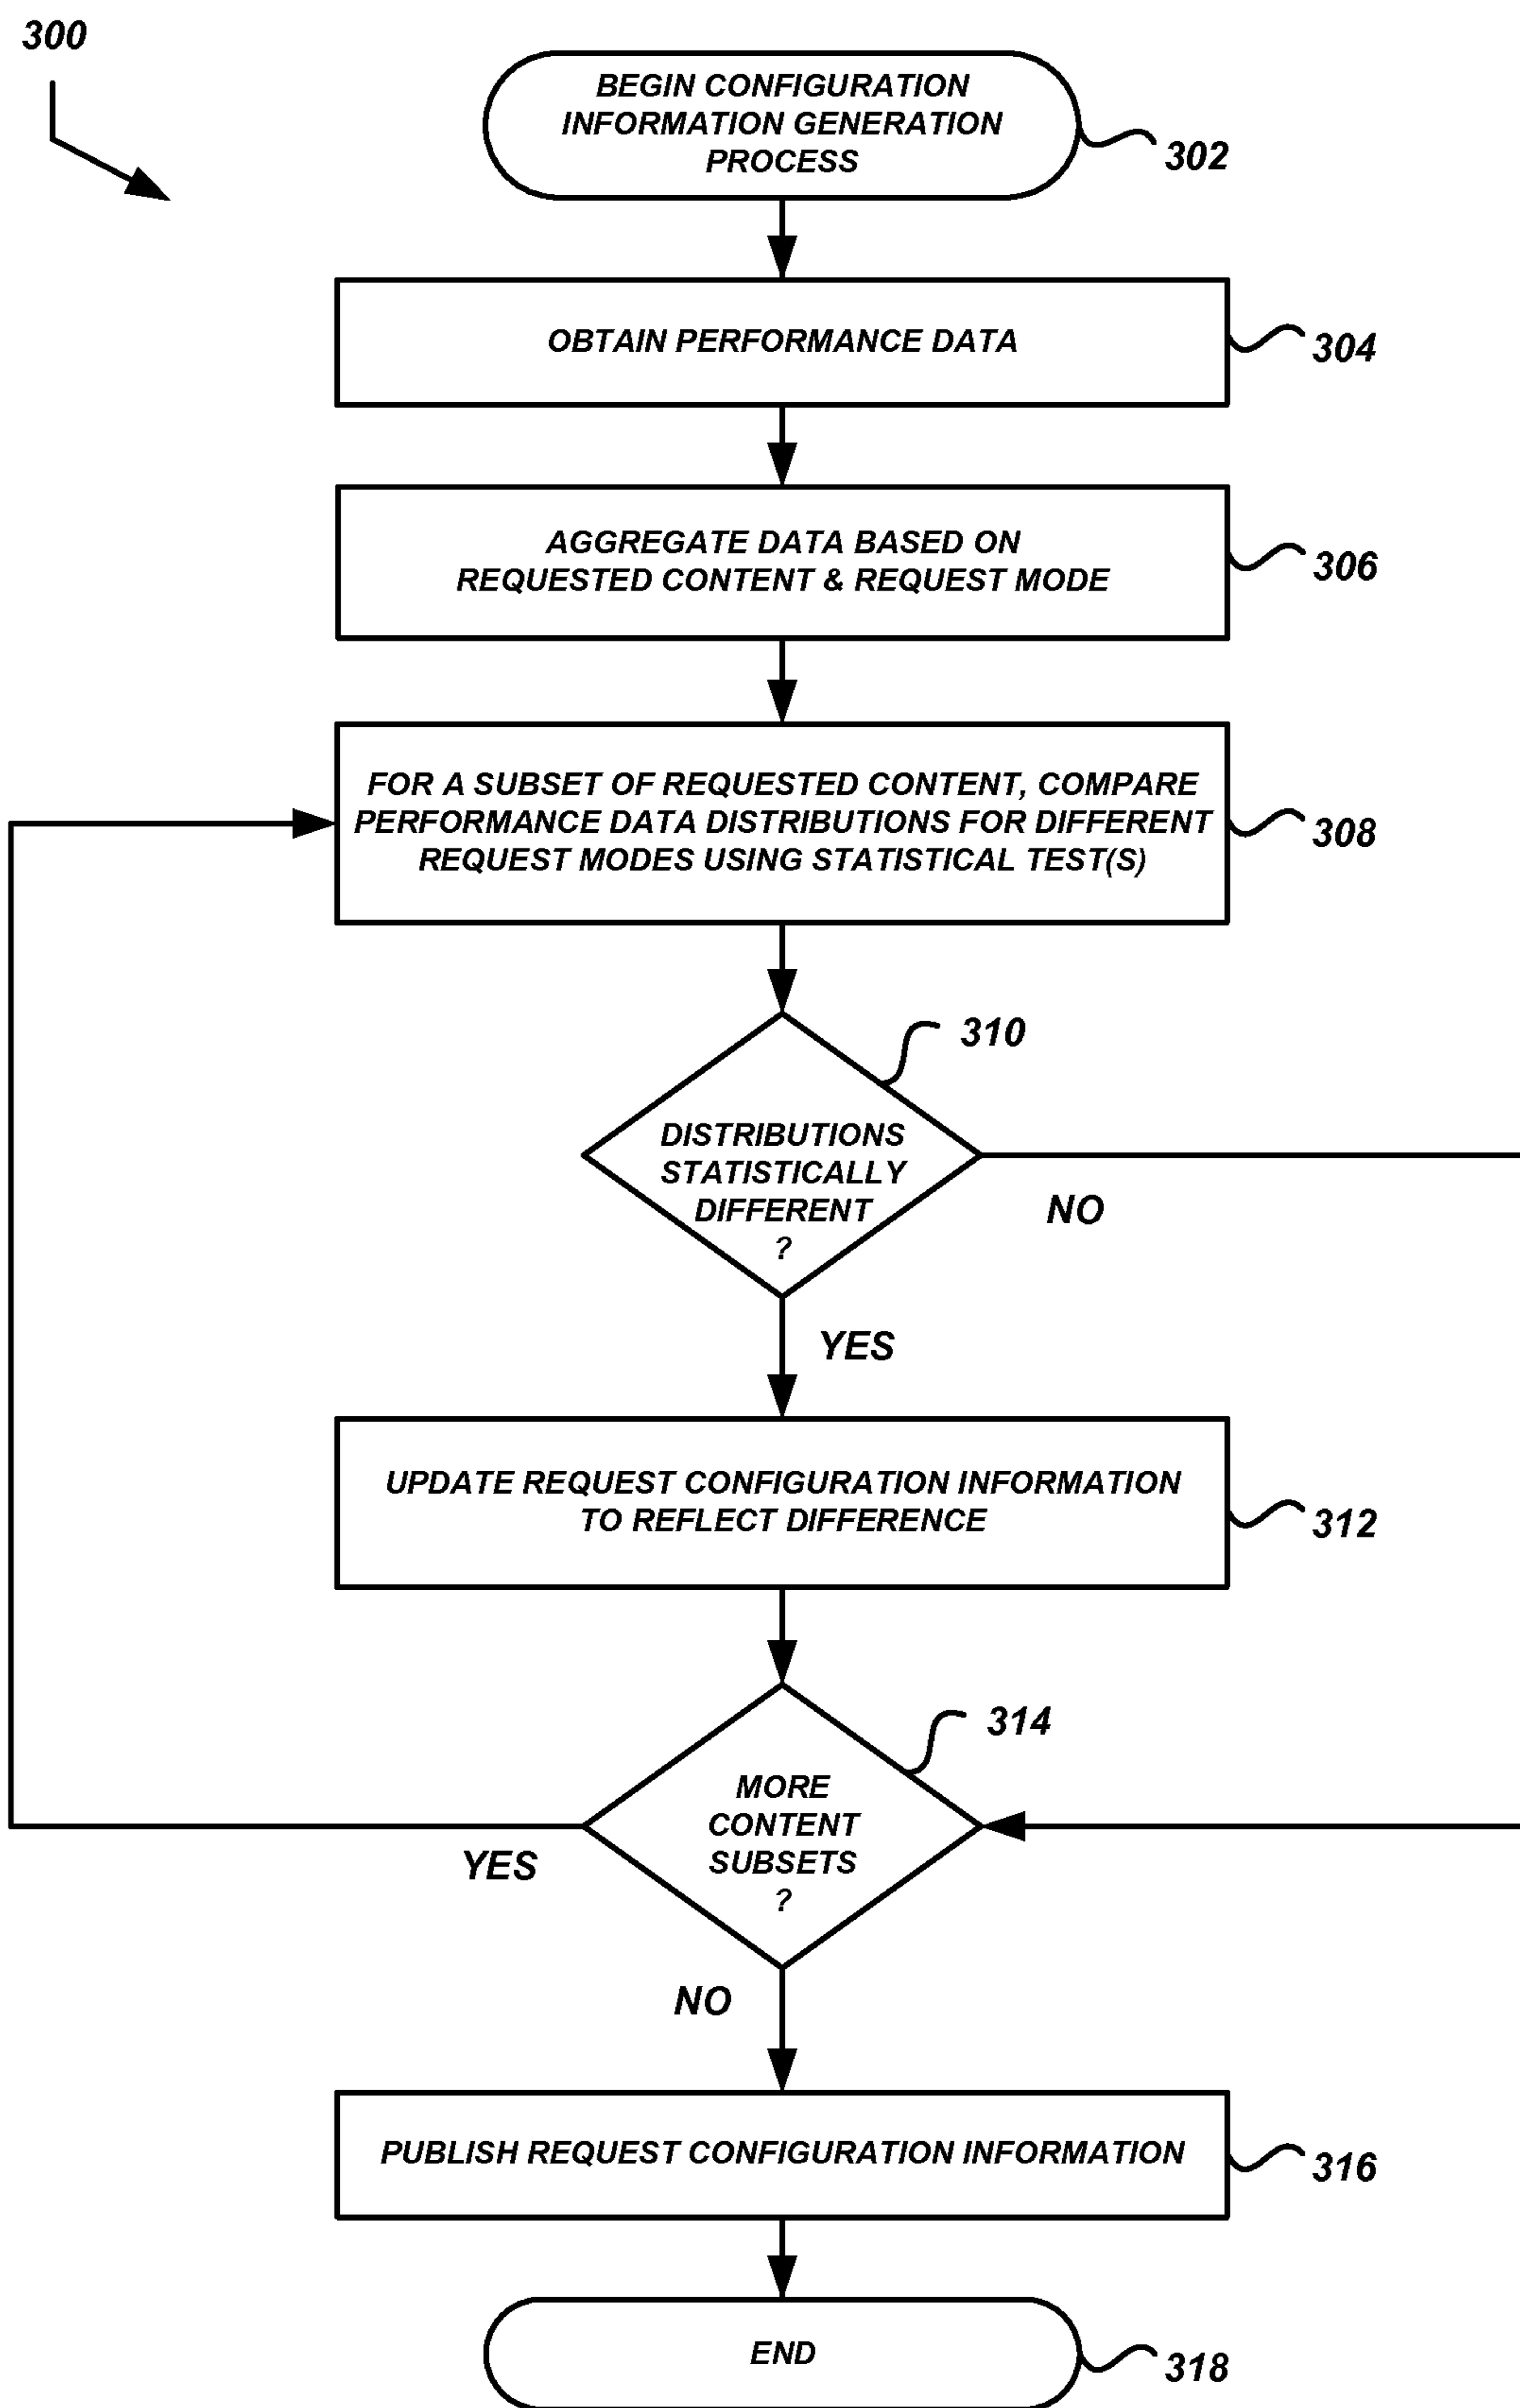 300
BEGIN CONFIGURATION
INFORMATION GENERATION
PROCESS
302
OBTAIN PERFORMANCE DATA
304
AGGREGATE DATA BASED ON
REQUESTED CONTENT & REQUEST MODE
306
FOR A SUBSET OF REQUESTED CONTENT, COMPARE
PERFORMANCE DATA DISTRIBUTIONS FOR DIFFERENT
REQUEST MODES USING STATISTICAL TEST(S)
308
310
DISTRIBUTIONS
STATISTICALLY
DIFFERENT
?
NO
YES
UPDATE REQUEST CONFIGURATION INFORMATION
TO REFLECT DIFFERENCE
312
314
MORE
CONTENT
SUBSETS
?
YES
NO
PUBLISH REQUEST CONFIGURATION INFORMATION
316
END
318